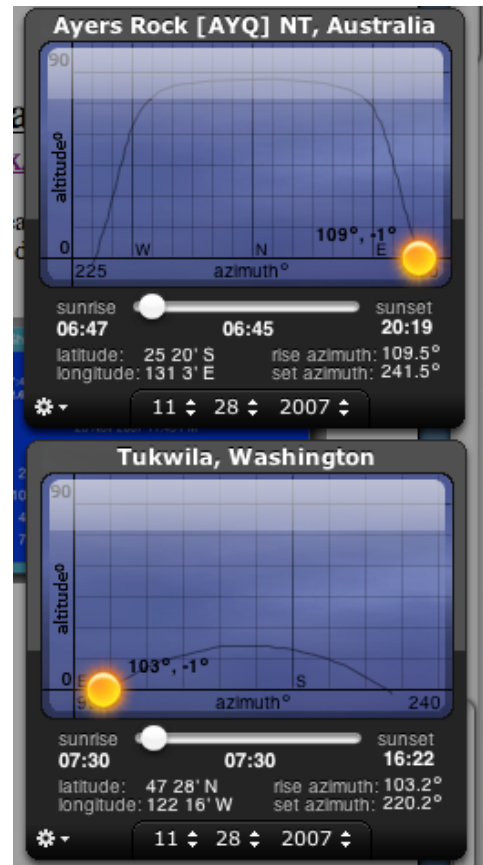 Ayers Rock [AYQ] NT, Australia
90
altitude°
109°, -1°
0 W N E
225 azimuth°
sunrise sunset
06:47 06:45 20:19
latitude: 25 20' S rise azimuth: 109.5°
longitude: 131 3' E set azimuth: 241.5°
11 28 2007
Tukwila, Washington
90
altitude°
103°, -1°
0 E S
azimuth° 240
sunrise sunset
07:30 07:30 16:22
latitude: 47 28' N rise azimuth: 103.2°
longitude: 122 16' W set azimuth: 220.2°
11 28 2007